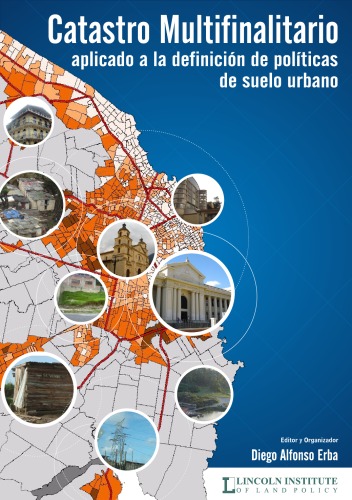 Catastro Multifinalitario
aplicado a la definición de políticas
de suelo urbano
Editor y Organizador
Diego Alfonso Erba
LINCOLN INSTITUTE
OF LAND POLICY